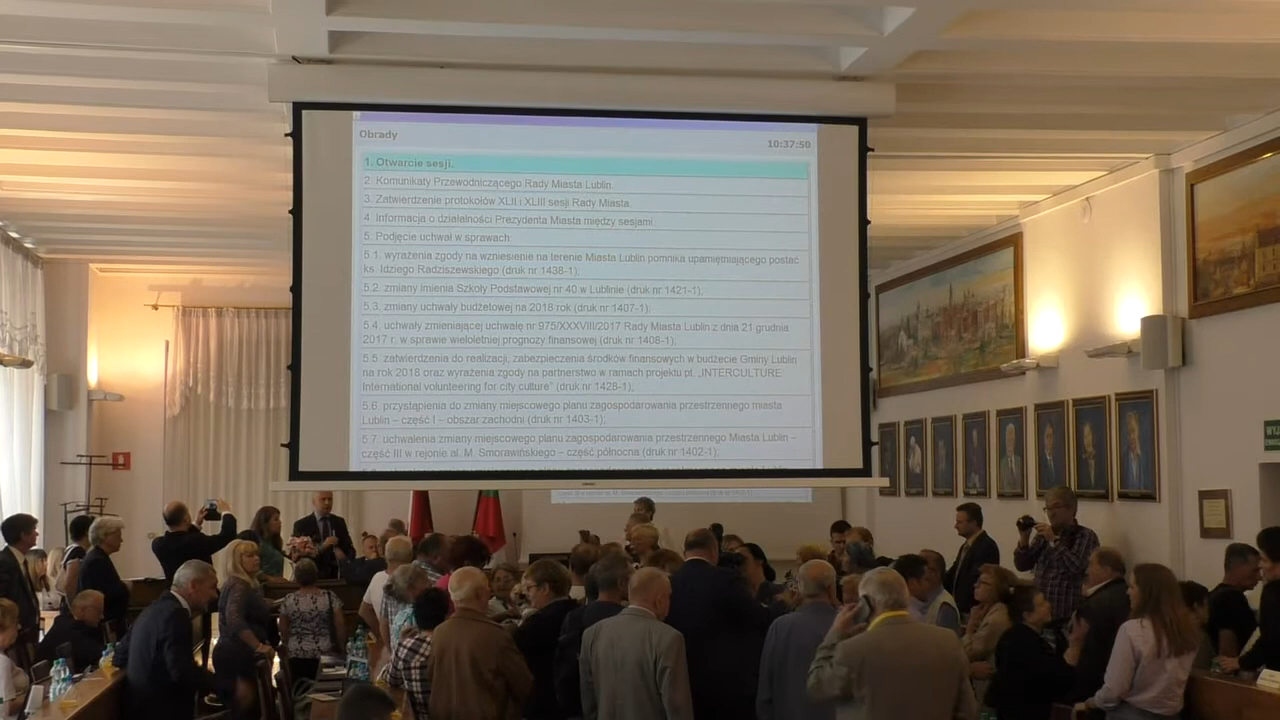 Obrady
10:37:50
1. Otwarcie sesji.
2. Komunikaty Przewodniczącego Rady Miasta Lublin.
3. Zatwierdzenie protokołów XLII i XLIII sesji Rady Miasta.
4. Informacja o działalności Prezydenta Miasta między sesjami.
5. Podjęcie uchwał w sprawach:
5.1. wyrażenia zgody na wzniesienie na terenie Miasta Lublin pomnika upamiętniającego postać
ks. Idziego Radziszewskiego (druk nr 1438-1),
5.2. zmiany imienia Szkoły Podstawowej nr 40 w Lublinie (druk nr 1421-1),
5.3. zmiany uchwały budżetowej na 2018 rok (druk nr 1407-1),
5.4. uchwały zmieniającej uchwałę nr 975/XXXVIII/2017 Rady Miasta Lublin z dnia 21 grudnia
2017 r. w sprawie wieloletniej prognozy finansowej (druk nr 1408-1),
5.5. zatwierdzenia do realizacji, zabezpieczenia środków finansowych w budżecie Gminy Lublin
na rok 2018 oraz wyrażenia zgody na partnerstwo w ramach projektu pt. „INTERCULTURE
International volunteering for city culture” (druk nr 1428-1),
5.6. przystąpienia do zmiany miejscowego planu zagospodarowania przestrzennego miasta
Lublin – część I – obszar zachodni (druk nr 1403-1),
5.7. uchwalenia zmiany miejscowego planu zagospodarowania przestrzennego Miasta Lublin –
część III w rejonie al. M. Smorawińskiego – część północna (druk nr 1402-1),